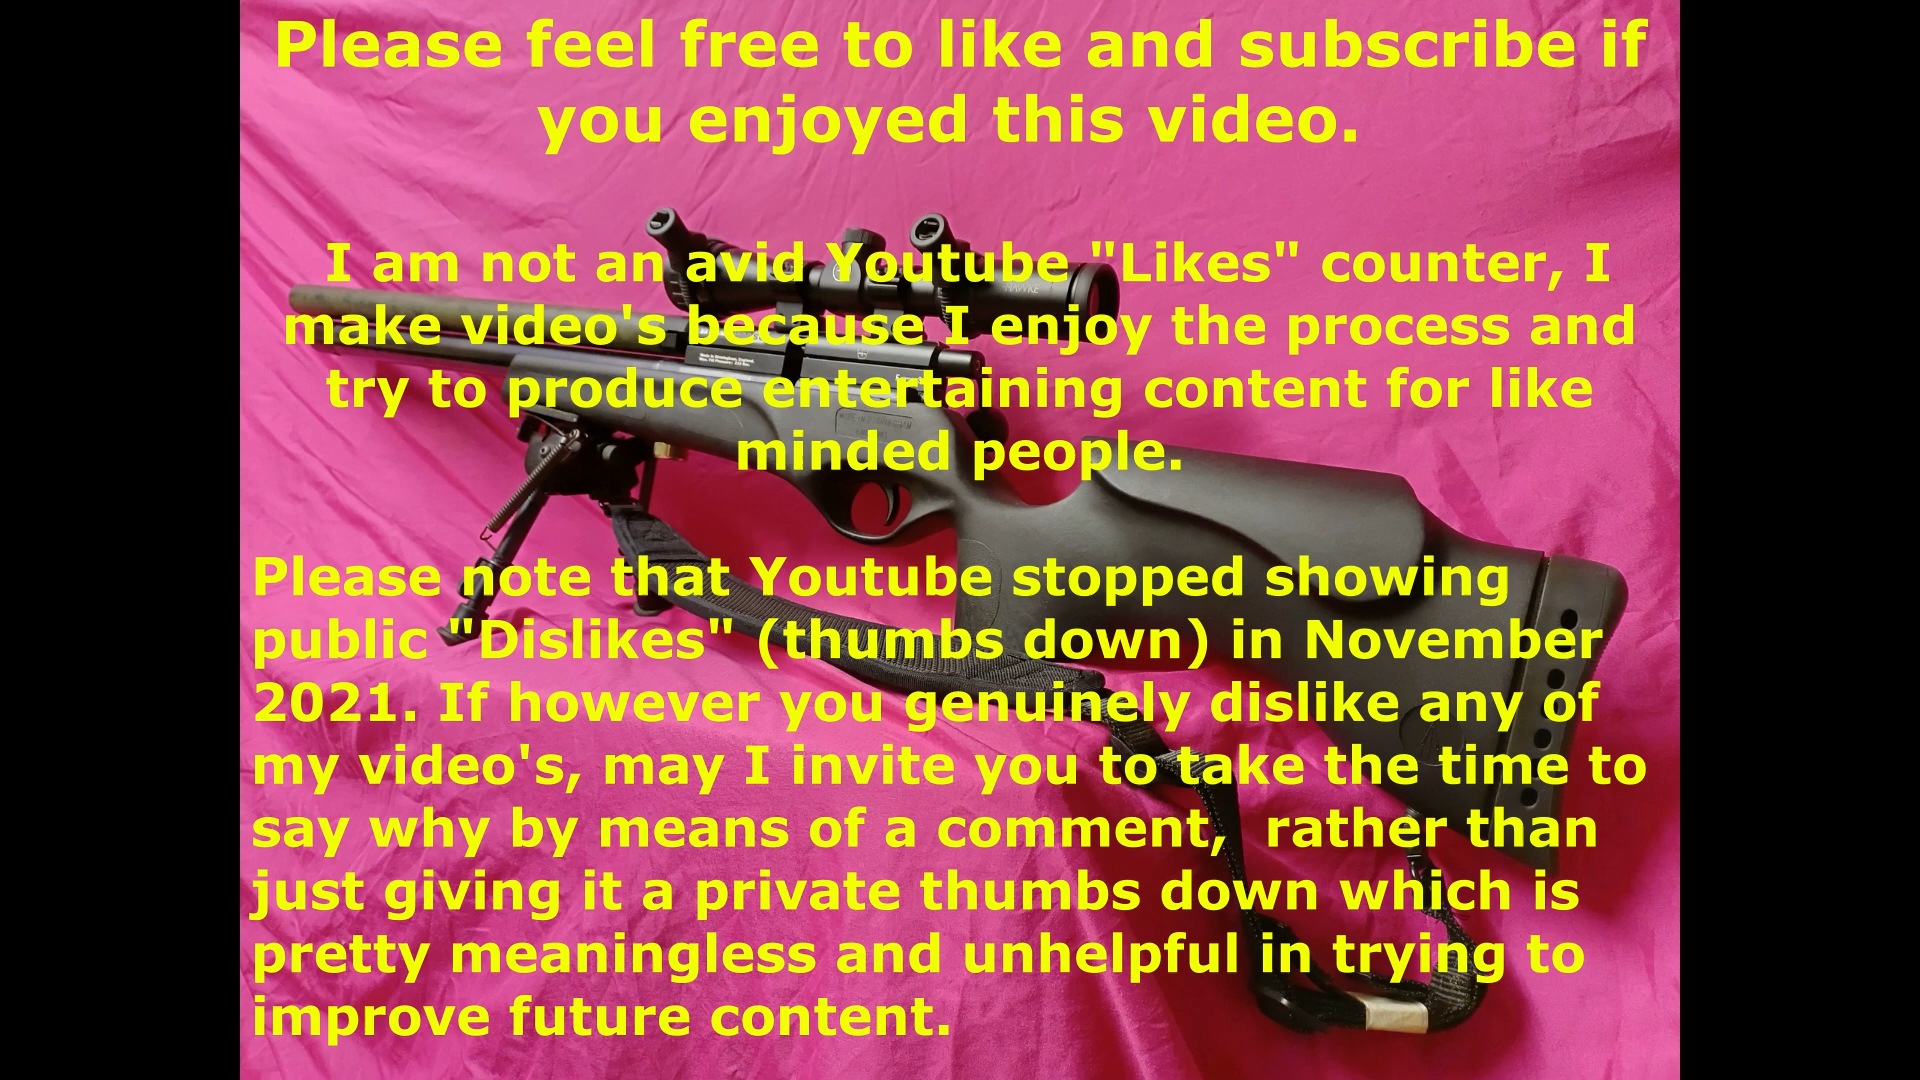 Please feel free to like and subscribe if
you enjoyed this video.
I am not an avid Youtube "Likes" counter, I
make video's because I enjoy the process and
try to produce entertaining content for like
minded people.
Please note that Youtube stopped showing
public "Dislikes" (thumbs down) in November
2021. If however you genuinely dislike any of
my video's, may I invite you to take the time to
say why by means of a comment,  rather than
just giving it a private thumbs down which is
pretty meaningless and unhelpful in trying to
improve future content.
HAWKE